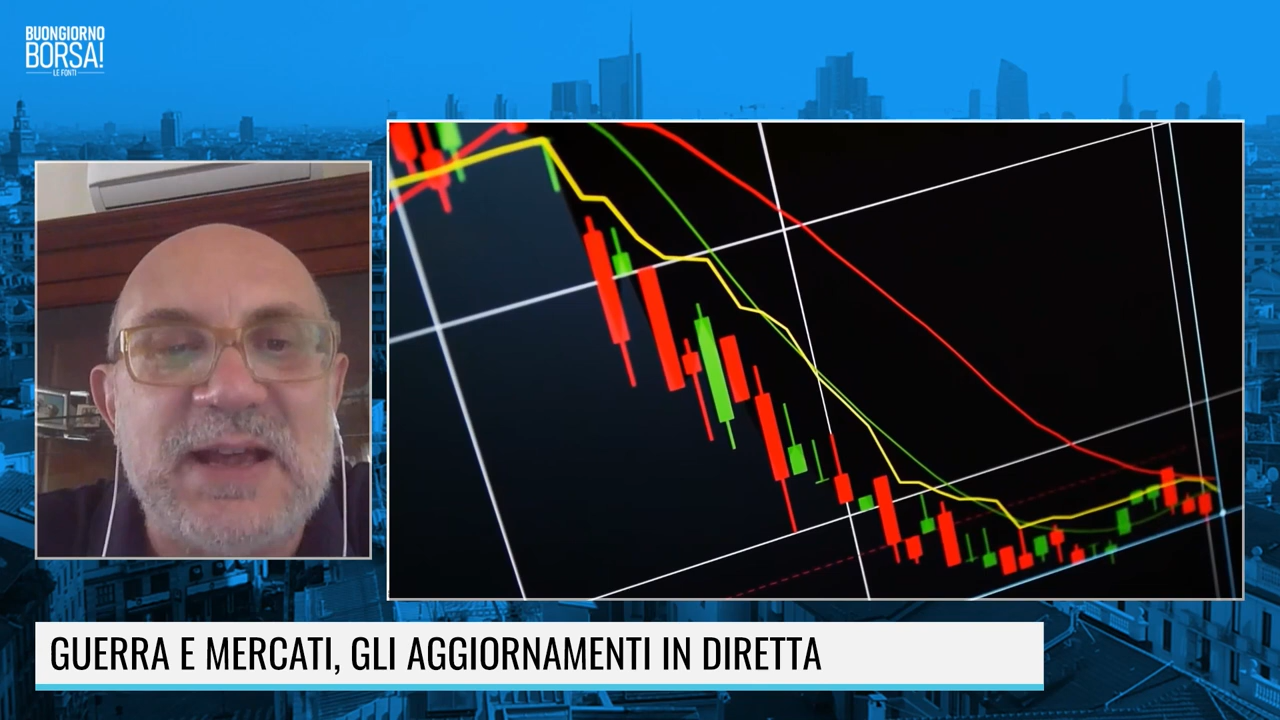 BUONGIORNO
BORSA!
LE FONTI
GUERRA E MERCATI, GLI AGGIORNAMENTI IN DIRETTA